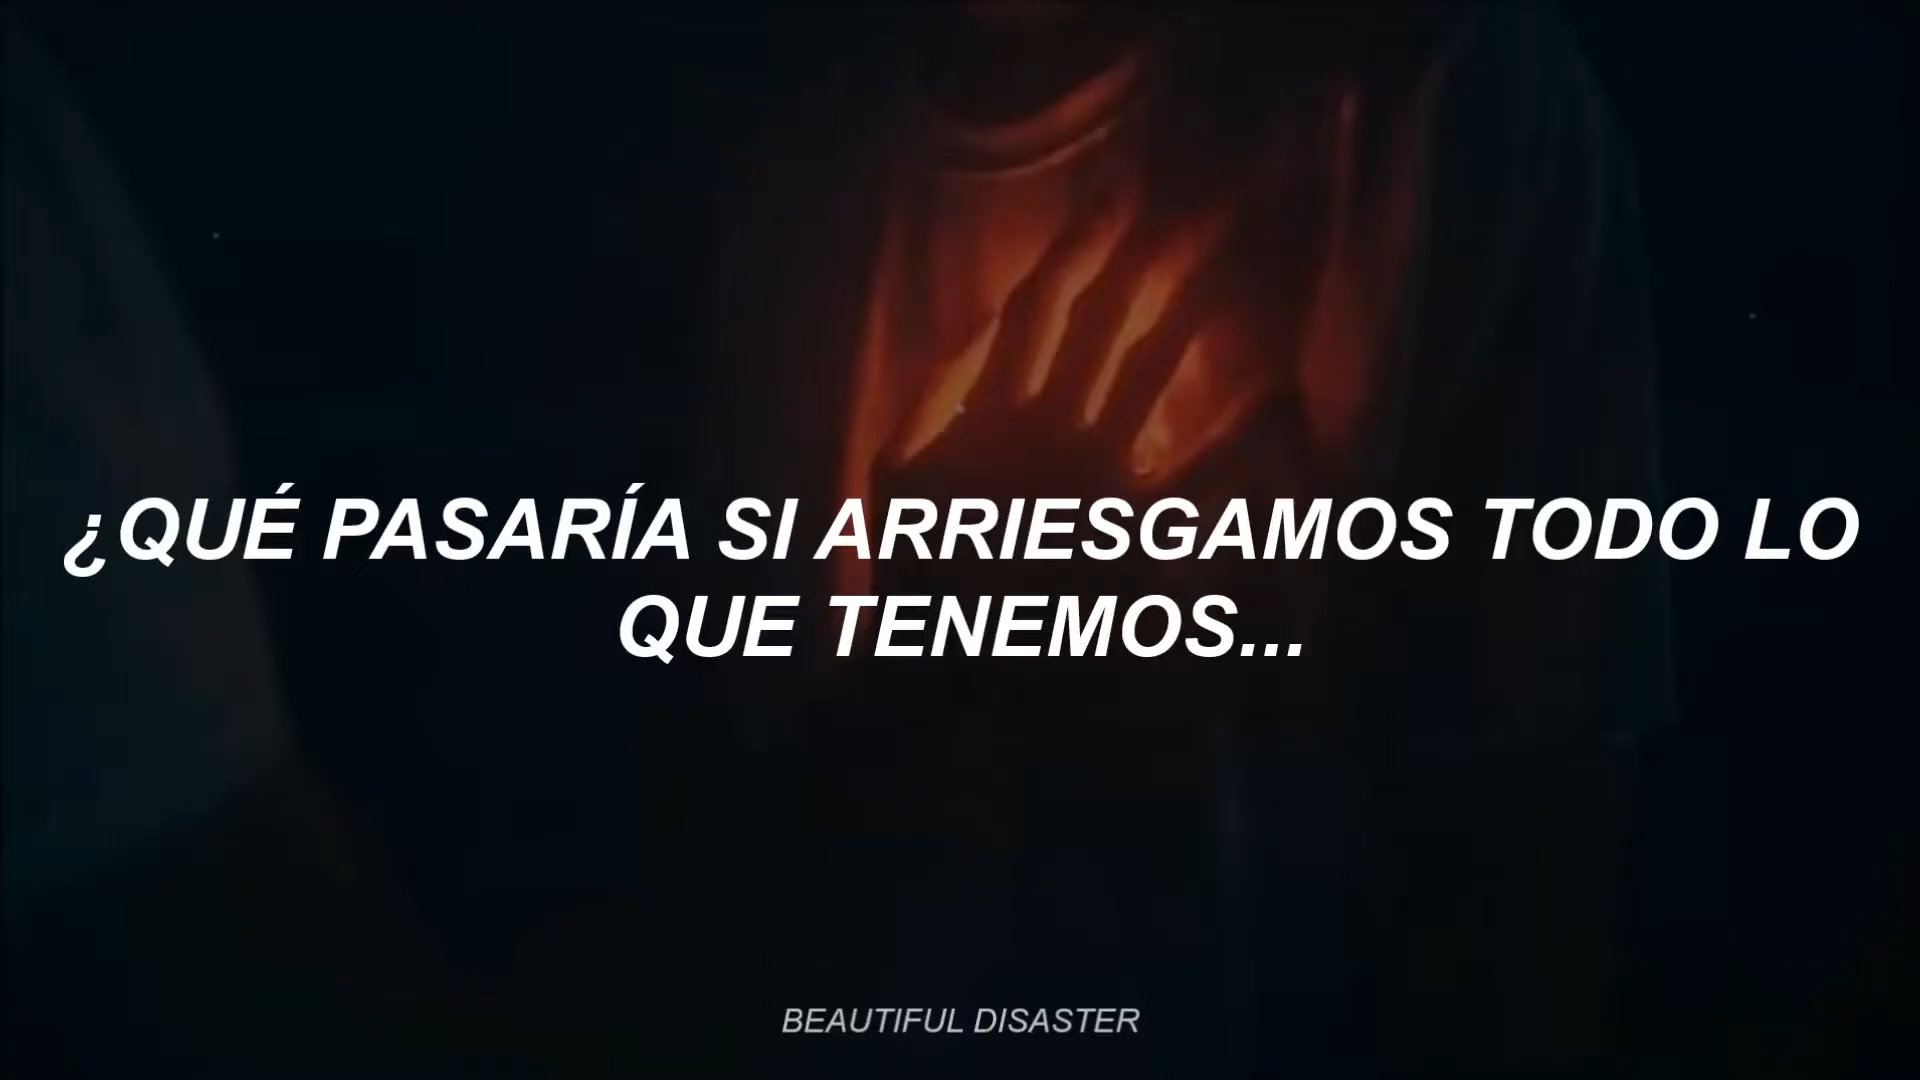 ¿QUÉ PASARÍA SI ARRIESGAMOS TODO LO
QUE TENEMOS...
BEAUTIFUL DISASTER